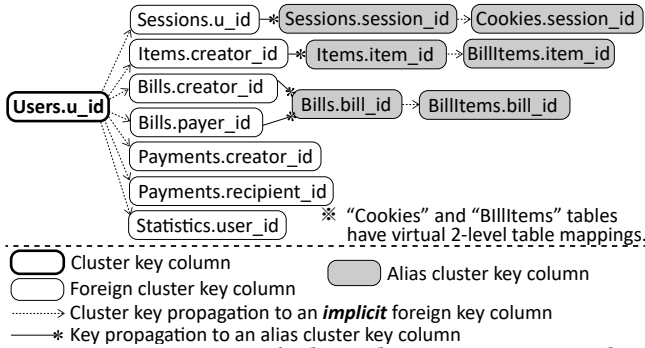 Sessions.u_id
Sessions.session_id
Cookies.session_id
Items.creator_id
Items.item_id
BillItems.item_id
Bills.creator_id
Users.u_id
Bills.bill_id
BillItems.bill_id
Bills.payer_id
Payments.creator_id
Payments.recipient_id
Statistics.user_id
※ “Cookies” and “BIllItems” tables
have virtual 2-level table mappings.
Cluster key column
Alias cluster key column
Foreign cluster key column
Cluster key propagation to an implicit foreign key column
Key propagation to an alias cluster key column